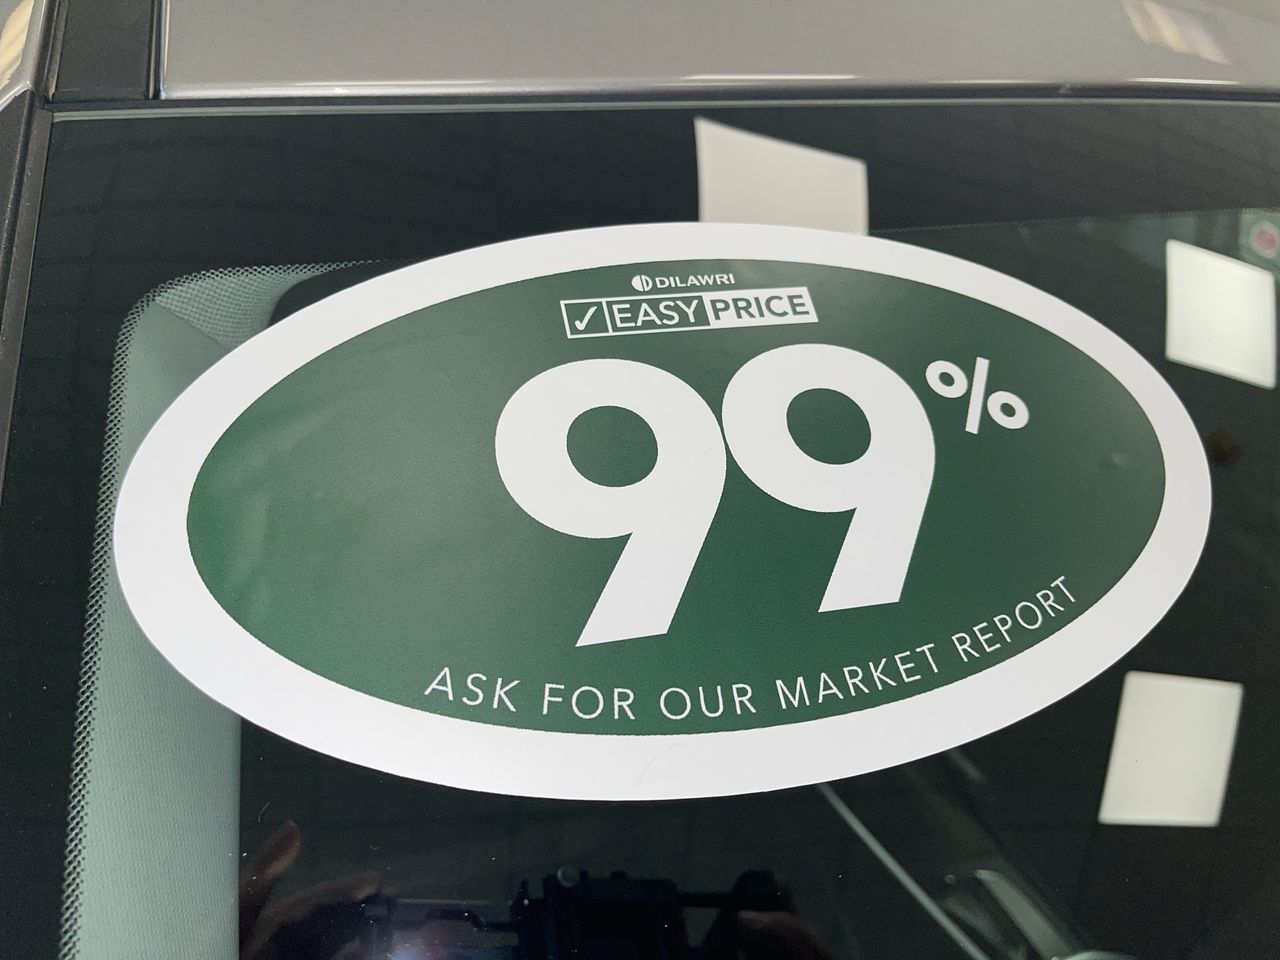 DILAWRI
✓ EASY PRICE
99%
ASK FOR OUR MARKET REPORT